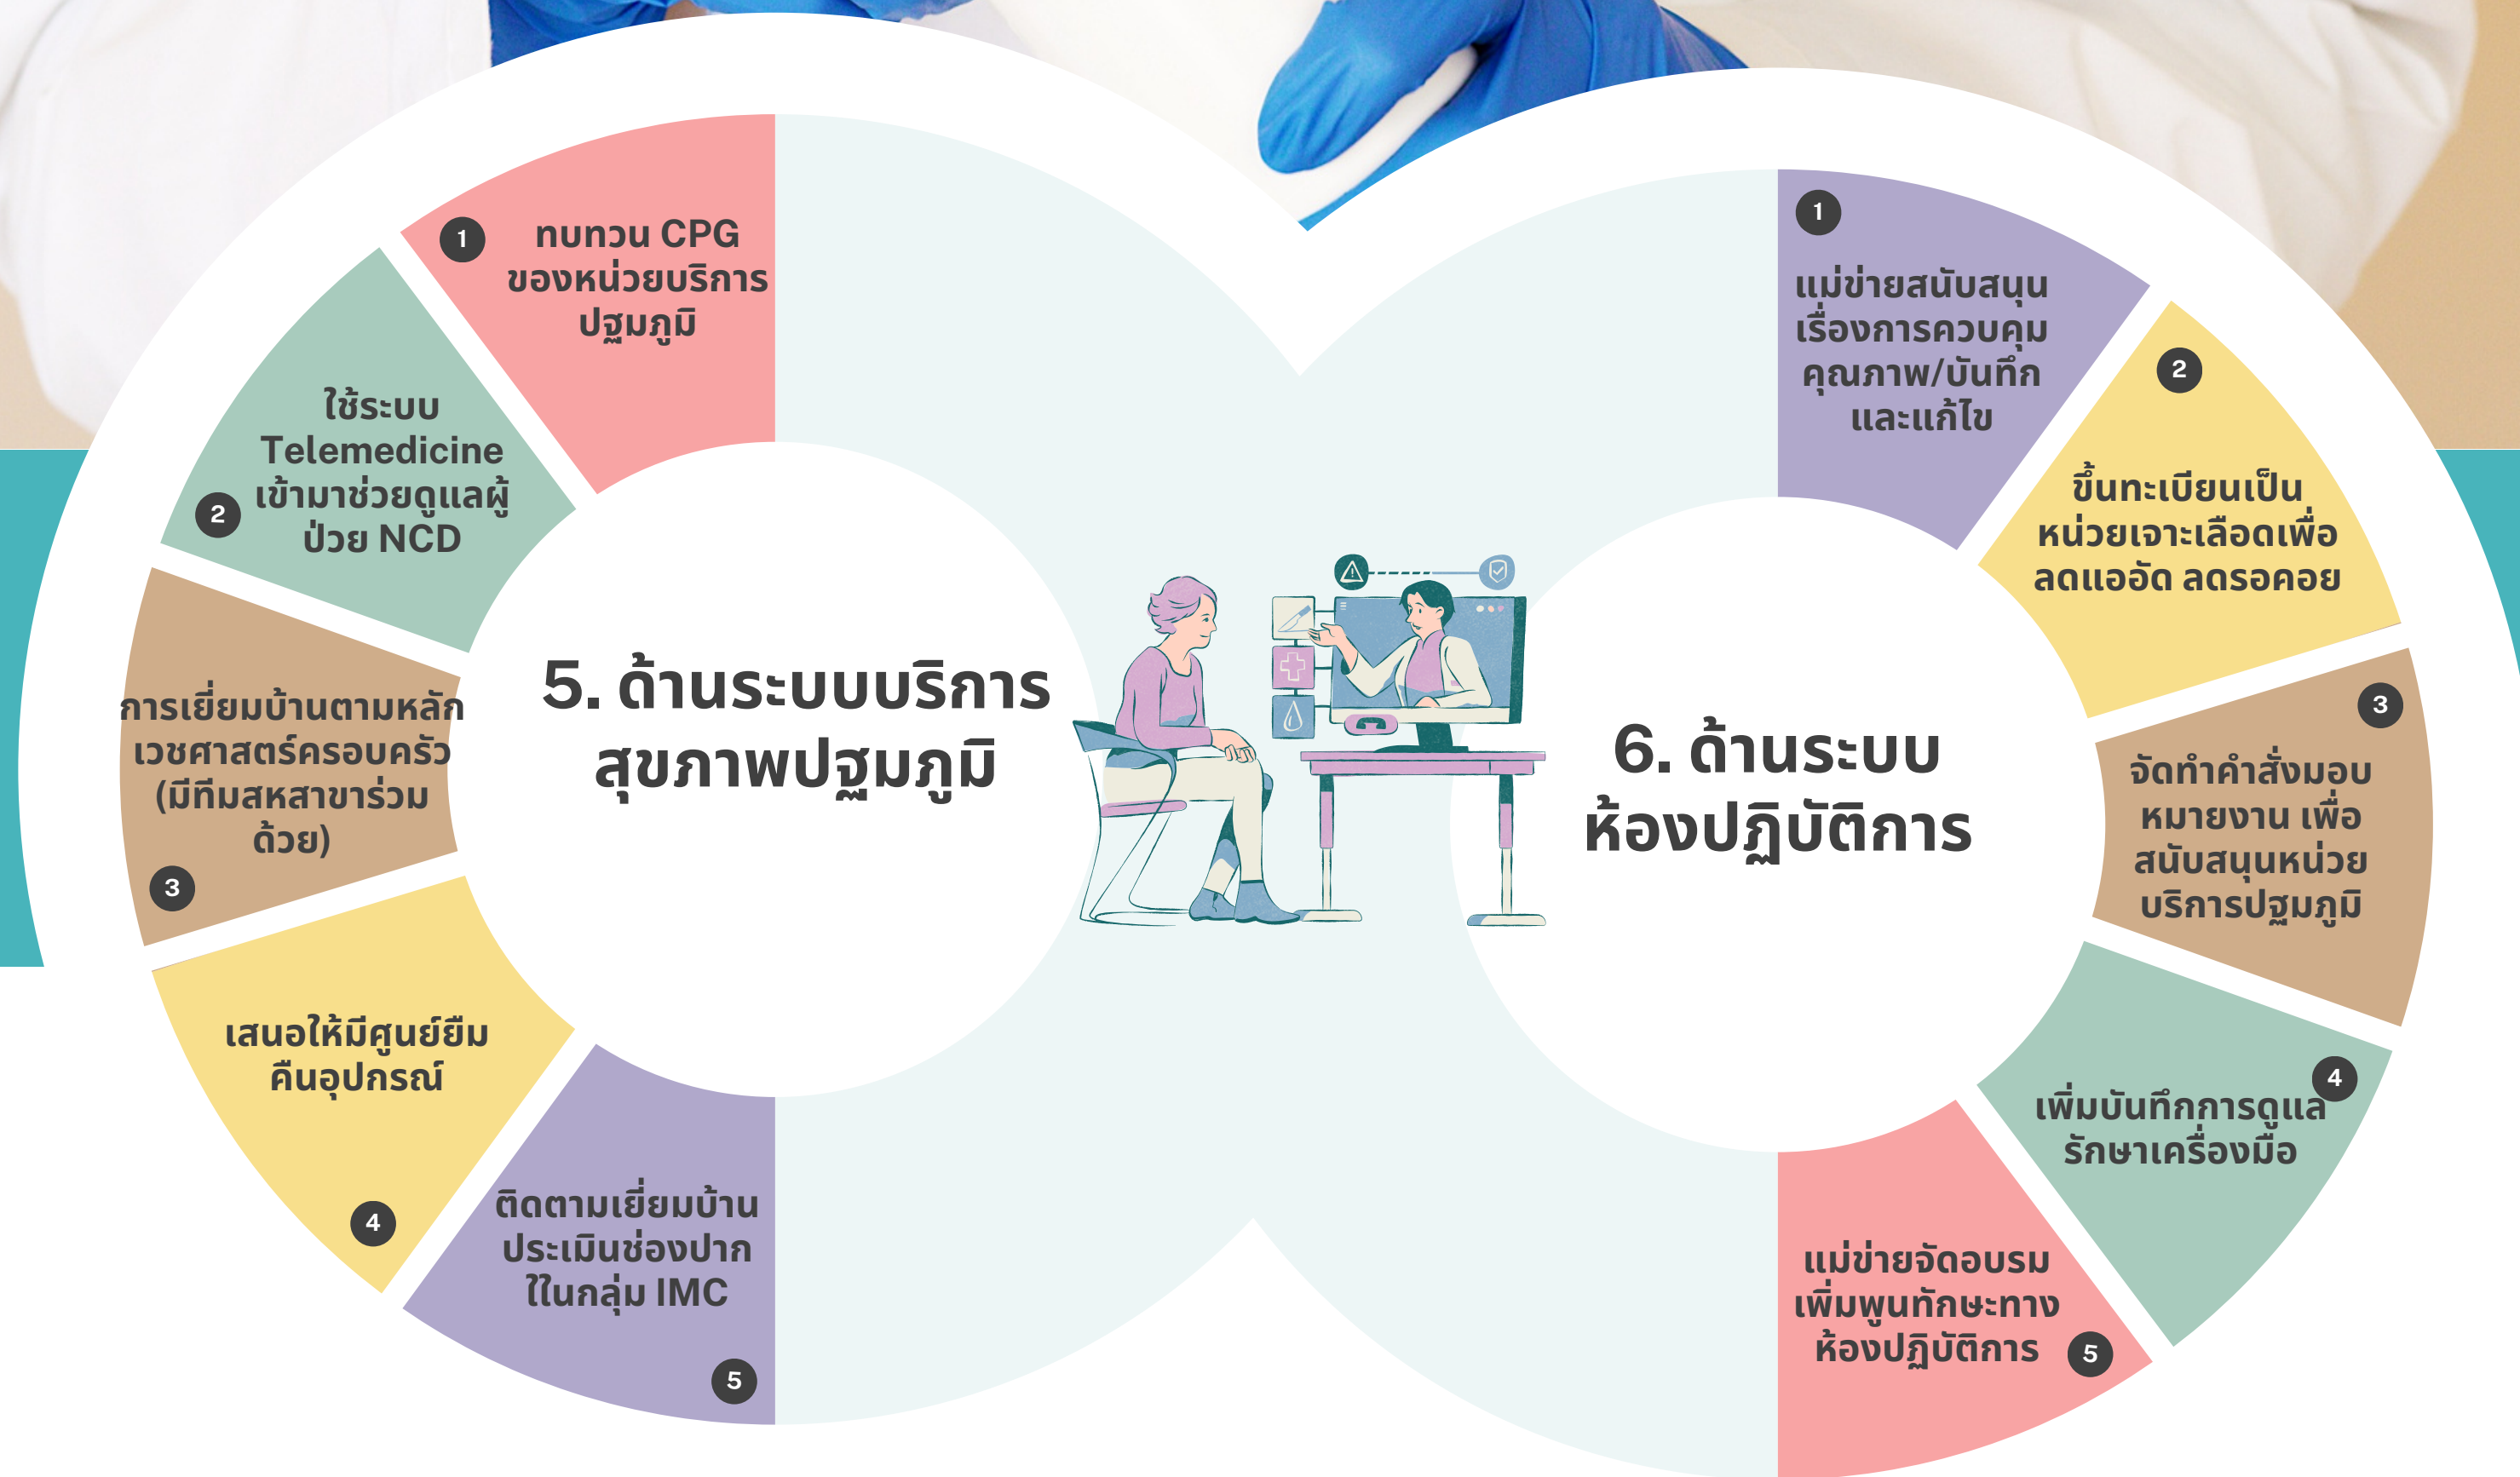 1
ทบทวน CPG
ของหน่วยบริการ
ปฐมภูมิ
ใช้ระบบ
Telemedicine
เข้ามาช่วยดูแลผู้
ป่วย NCD
2
การเยี่ยมบ้านตามหลัก
เวชศาสตร์ครอบครัว
(มีทีมสหสาขาร่วม
ด้วย)
3
เสนอให้มีศูนย์ยืม
คืนอุปกรณ์
4
ติดตามเยี่ยมบ้าน
ประเมินช่องปาก
ใในกลุ่ม IMC
5
5. ด้านระบบบริการ
สุขภาพปฐมภูมิ
6. ด้านระบบ
ห้องปฏิบัติการ
1
แม่ข่ายสนับสนุน
เรื่องการควบคุม
คุณภาพ/บันทึก
และแก้ไข
2
ขึ้นทะเบียนเป็น
หน่วยเจาะเลือดเพื่อ
ลดแออัด ลดรอคอย
3
จัดทำคำสั่งมอบ
หมายงาน เพื่อ
สนับสนุนหน่วย
บริการปฐมภูมิ
4
เพิ่มบันทึกการดูแล
รักษาเครื่องมือ
แม่ข่ายจัดอบรม
เพิ่มพูนทักษะทาง
ห้องปฏิบัติการ
5